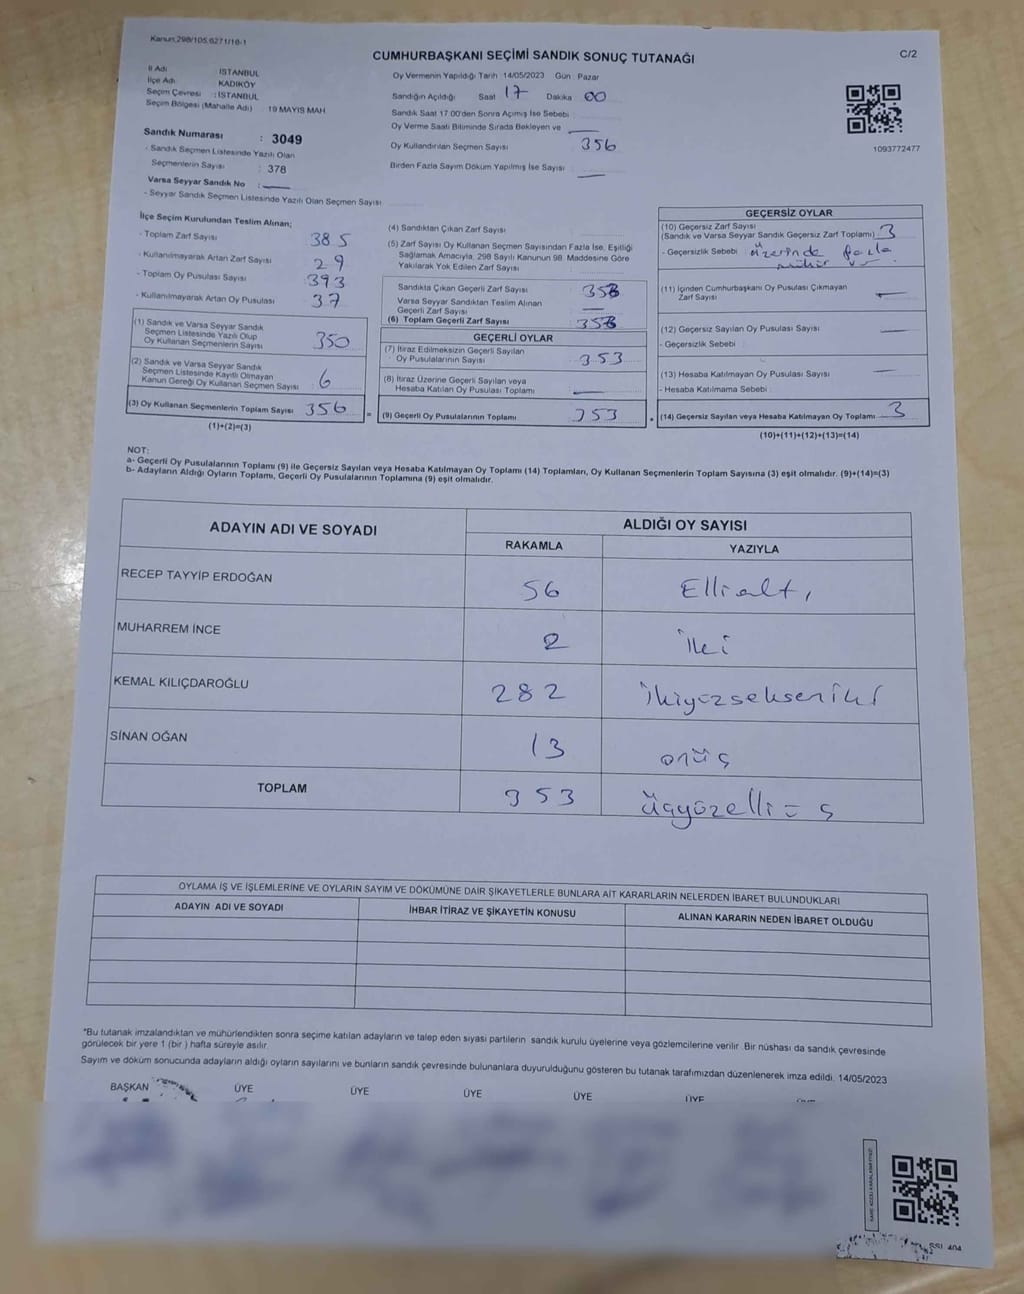 Kanun 298/105,6271/16-1
CUMHURBAŞKANI SEÇİMİ SANDIK SONUÇ TUTANAĞI
C/2
İl Adı : İSTANBUL
İlçe Adı : KADIKÖY
Seçim Çevresi : İSTANBUL
Seçim Bölgesi (Mahalle Adı) : 19 MAYIS MAH
Sandık Numarası : 3049
- Sandık Seçmen Listesinde Yazılı Olan
Seçmenlerin Sayısı : 378
Varsa Seyyar Sandık No :
- Seyyar Sandık Seçmen Listesinde Yazılı Olan Seçmen Sayısı
Oy Vermenin Yapıldığı Tarih 14/05/2023 Gün Pazar
Sandığın Açıldığı Saat 17 Dakika 00
Sandık Saat 17.00'den Sonra Açımış İse Sebebi
Oy Verme Saati Bitiminde Sırada Bekleyen ve
Oy Kullandırılan Seçmen Sayısı 356
Birden Fazla Sayım Döküm Yapılmış İse Sayısı
1093772477
İlçe Seçim Kurulundan Teslim Alınan;
- Toplam Zarf Sayısı 385
- Kullanılmayarak Artan Zarf Sayısı 29
- Toplam Oy Pusulası Sayısı 393
- Kullanılmayarak Artan Oy Pusulası 37
(1) Sandık ve Varsa Seyyar Sandık
Seçmen Listesinde Yazılı Olup
Oy Kullanan Seçmenlerin Sayısı 350
(2) Sandık ve Varsa Seyyar Sandık
Seçmen Listesinde Kayıtlı Olmayan
Kanun Gereği Oy Kullanan Seçmen Sayısı 6
(3) Oy Kullanan Seçmenlerin Toplam Sayısı 356
(1)+(2)=(3)
(4) Sandıktan Çıkan Zarf Sayısı
(5) Zarf Sayısı Oy Kullanan Seçmen Sayısından Fazla İse, Eşitliği
Sağlamak Amacıyla, 298 Sayılı Kanunun 98. Maddesine Göre
Yakılarak Yok Edilen Zarf Sayısı
Sandıkta Çıkan Geçerli Zarf Sayısı
Varsa Seyyar Sandıktan Teslim Alınan
Geçerli Zarf Sayısı
(6) Toplam Geçerli Zarf Sayısı
GEÇERLİ OYLAR
(7) İtiraz Edilmeksizin Geçerli Sayılan
Oy Pusulalarının Sayısı 353
(8) İtiraz Üzerine Geçerli Sayılan veya
Hesaba Katılan Oy Pusulası Toplamı
= (9) Geçerli Oy Pusulalarının Toplamı 353
GEÇERSİZ OYLAR
(10) Geçersiz Zarf Sayısı
(Sandık ve Varsa Seyyar Sandık Geçersiz Zarf Toplamı) 3
- Geçersizlik Sebebi üzerinde fazla
mühür
(11) İçinden Cumhurbaşkanı Oy Pusulası Çıkmayan
Zarf Sayısı
(12) Geçersiz Sayılan Oy Pusulası Sayısı
- Geçersizlik Sebebi
(13) Hesaba Katılmayan Oy Pusulası Sayısı
- Hesaba Katılmama Sebebi
(14) Geçersiz Sayılan veya Hesaba Katılmayan Oy Toplamı 3
(10)+(11)+(12)+(13)=(14)
NOT:
a- Geçerli Oy Pusulalarının Toplamı (9) ile Geçersiz Sayılan veya Hesaba Katılmayan Oy Toplamı (14) Toplamları, Oy Kullanan Seçmenlerin Toplam Sayısına (3) eşit olmalıdır. (9)+(14)=(3)
b- Adayların Aldığı Oyların Toplamı, Geçerli Oy Pusulalarının Toplamına (9) eşit olmalıdır.
ADAYIN ADI VE SOYADI
ALDIĞI OY SAYISI
RAKAMLA
YAZIYLA
RECEP TAYYİP ERDOĞAN 56 Ellialtı
MUHARREM İNCE 2 iki
KEMAL KILIÇDAROĞLU 282 ikiyüzsekseniki
SİNAN OĞAN 13 onüç
TOPLAM 353 üçyüzelli ü ç
OYLAMA İŞ VE İŞLEMLERİNE VE OYLARIN SAYIM VE DÖKÜMÜNE DAİR ŞİKAYETLERLE BUNLARA AİT KARARLARIN NELERDEN İBARET BULUNDUKLARI
ADAYIN ADI VE SOYADI
İHBAR İTİRAZ VE ŞİKAYETİN KONUSU
ALINAN KARARIN NEDEN İBARET OLDUĞU
*Bu tutanak imzalandıktan ve mühürlendikten sonra seçime katılan adayların ve talep eden siyasi partilerin sandık kurulu üyelerine veya gözlemcilerine verilir. Bir nüshası da sandık çevresinde
görülecek bir yere 1 (bir ) hafta süreyle asılır.
Sayım ve döküm sonucunda adayların aldığı oyların sayılarını ve bunların sandık çevresinde bulunanlara duyurulduğunu gösteren bu tutanak tarafımızdan düzenlenerek imza edildi. 14/05/2023
BAŞKAN
ÜYE
ÜYE
ÜYE
ÜYE
ÜYE
SSI 404